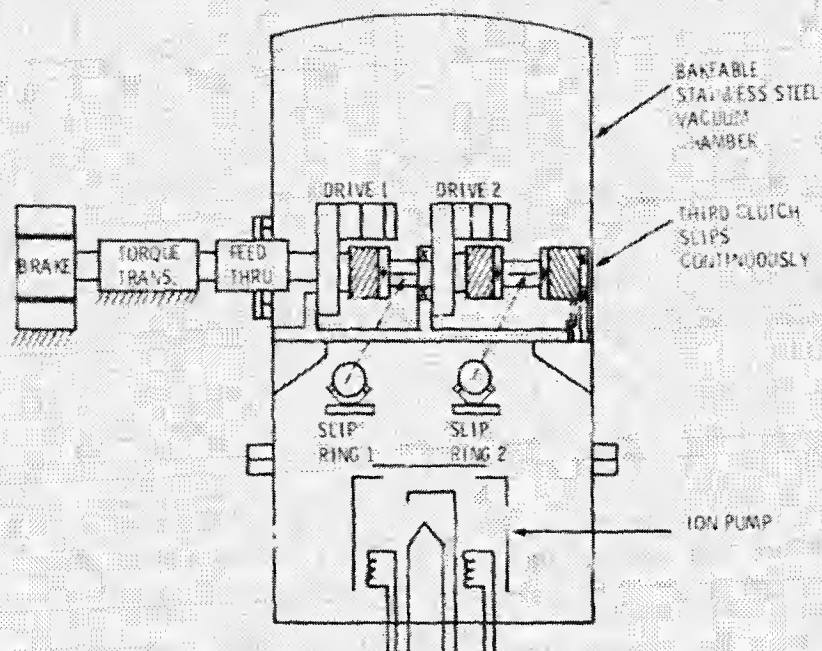 BAKEABLE
STAINLESS STEEL
VACUUM
CHAMBER
DRIVE 1
DRIVE 2
THIRD CLUTCH
SLIPS
CONTINUOUSLY
BRAKE
TORQUE
TRANS.
FEED
THRU
SLIP
RING 1
SLIP
RING 2
ION PUMP